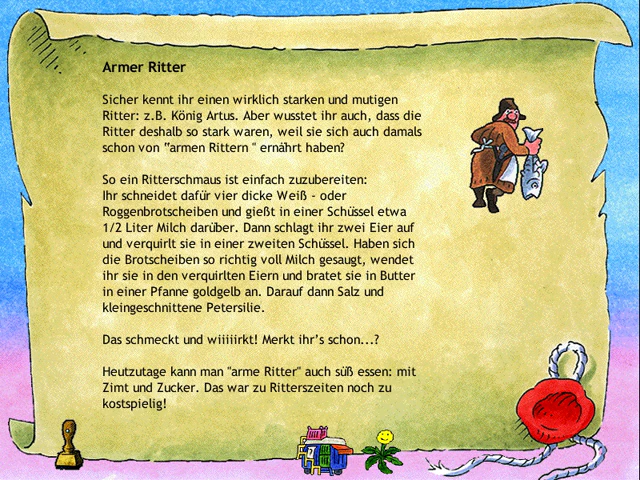 Armer Ritter
Sicher kennt ihr einen wirklich starken und mutigen
Ritter: z.B. König Artus. Aber wusstet ihr auch, dass die
Ritter deshalb so stark waren, weil sie sich auch damals
schon von "armen Rittern " ernährt haben?
So ein Ritterschmaus ist einfach zuzubereiten:
Ihr schneidet dafür vier dicke Weiß - oder
Roggenbrotscheiben und gießt in einer Schüssel etwa
1/2 Liter Milch darüber. Dann schlagt ihr zwei Eier auf
und verquirlt sie in einer zweiten Schüssel. Haben sich
die Brotscheiben so richtig voll Milch gesaugt, wendet
ihr sie in den verquirlten Eiern und bratet sie in Butter
in einer Pfanne goldgelb an. Darauf dann Salz und
kleingeschnittene Petersilie.
Das schmeckt und wiiiiirkt! Merkt ihr's schon...?
Heutzutage kann man "arme Ritter" auch süß essen: mit
Zimt und Zucker. Das war zu Ritterszeiten noch zu
kostspielig!